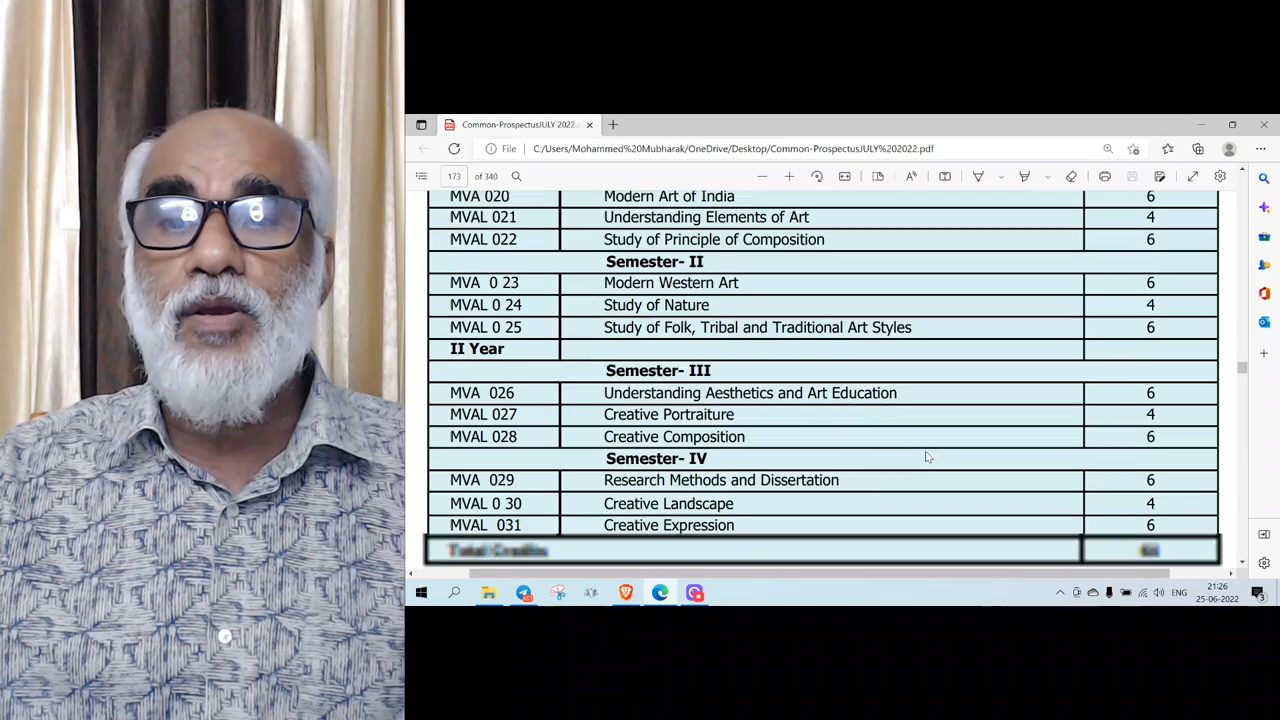 Common-ProspectusJULY 2022.
File C:/Users/Mohammed%20Mubharak/OneDrive/Desktop/Common-ProspectusJULY%202022.pdf
173 of 340
MVA 020 Modern Art of India 6
MVAL 021 Understanding Elements of Art 4
MVAL 022 Study of Principle of Composition 6
Semester- II
MVA 0 23 Modern Western Art 6
MVAL 0 24 Study of Nature 4
MVAL 0 25 Study of Folk, Tribal and Traditional Art Styles 6
II Year
Semester- III
MVA 026 Understanding Aesthetics and Art Education 6
MVAL 027 Creative Portraiture 4
MVAL 028 Creative Composition 6
Semester- IV
MVA 029 Research Methods and Dissertation 6
MVAL 0 30 Creative Landscape 4
MVAL 031 Creative Expression 6
Total Credits
ENG 21:26
25-06-2022